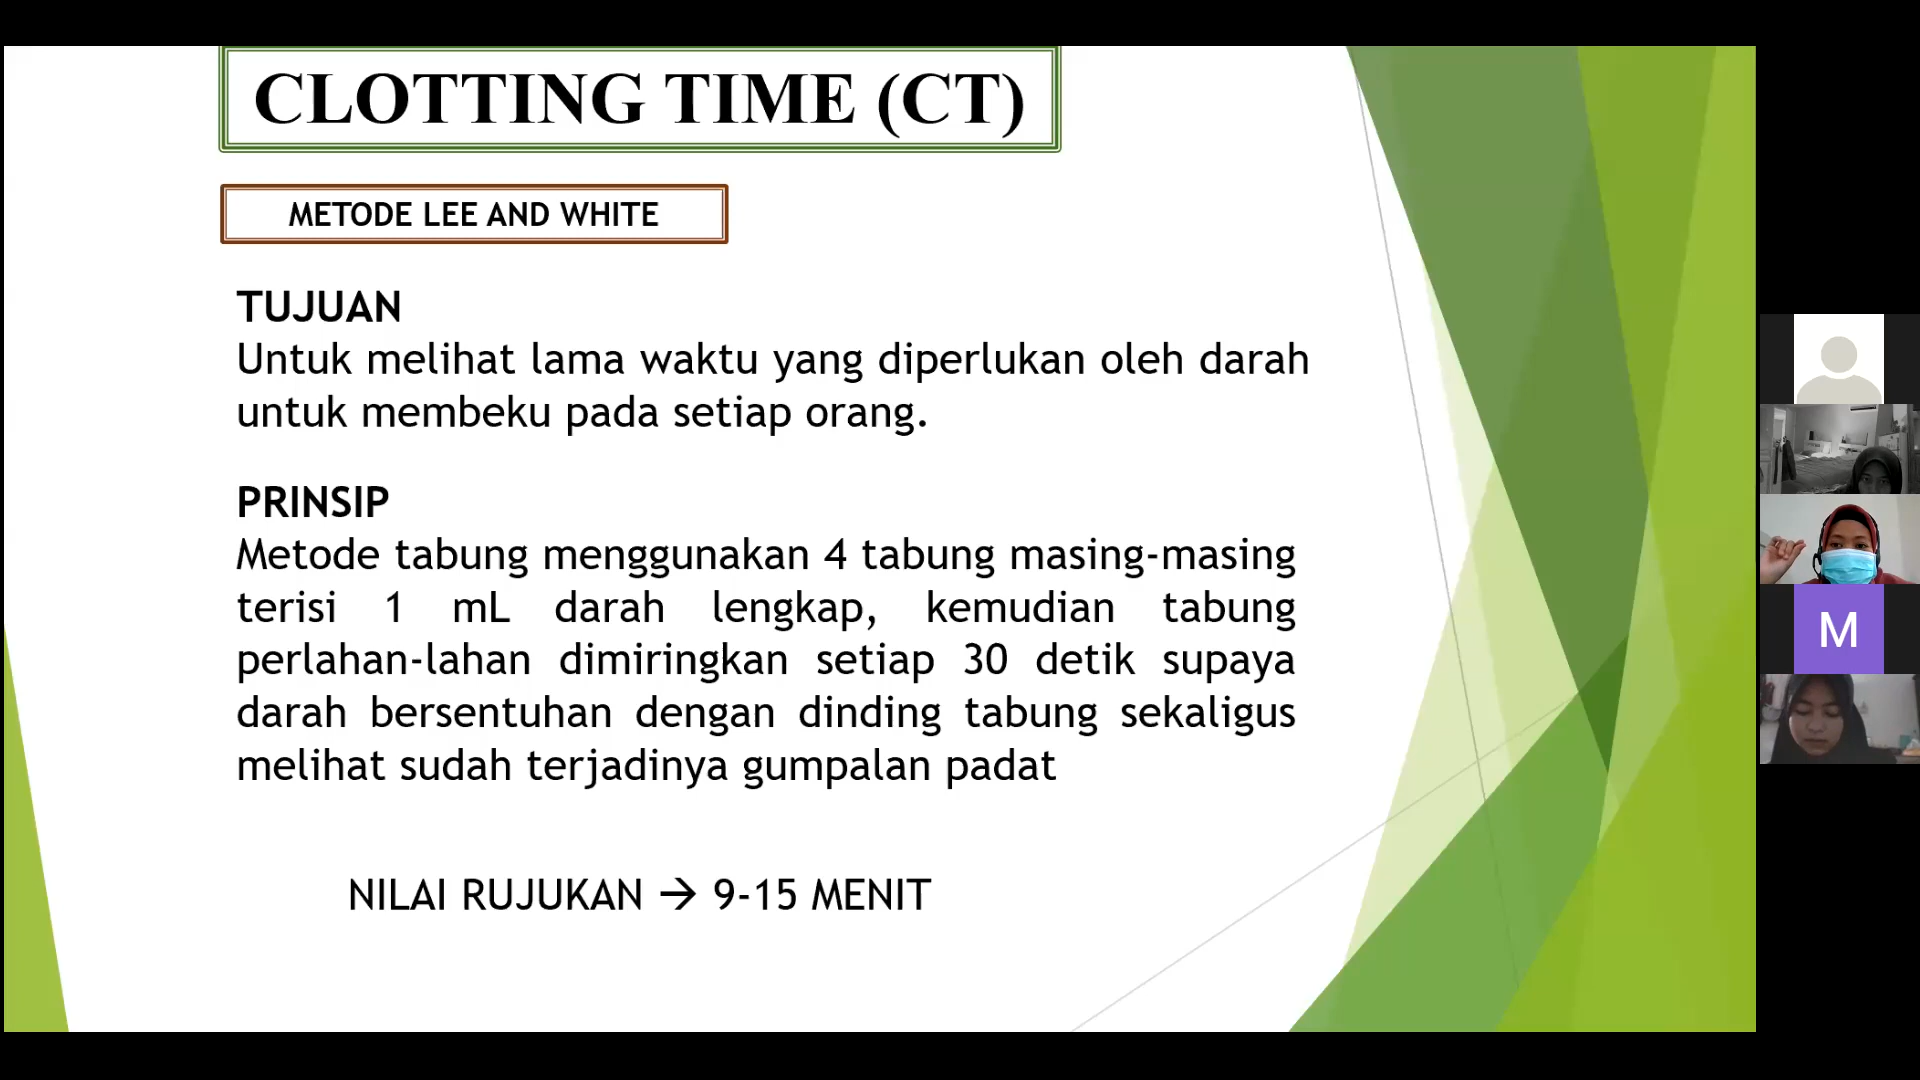 CLOTTING TIME (CT)
METODE LEE AND WHITE
TUJUAN
Untuk melihat lama waktu yang diperlukan oleh darah
untuk membeku pada setiap orang.
PRINSIP
Metode tabung menggunakan 4 tabung masing-masing
terisi 1 mL darah lengkap, kemudian tabung
perlahan-lahan dimiringkan setiap 30 detik supaya
darah bersentuhan dengan dinding tabung sekaligus
melihat sudah terjadinya gumpalan padat
NILAI RUJUKAN → 9-15 MENIT
M